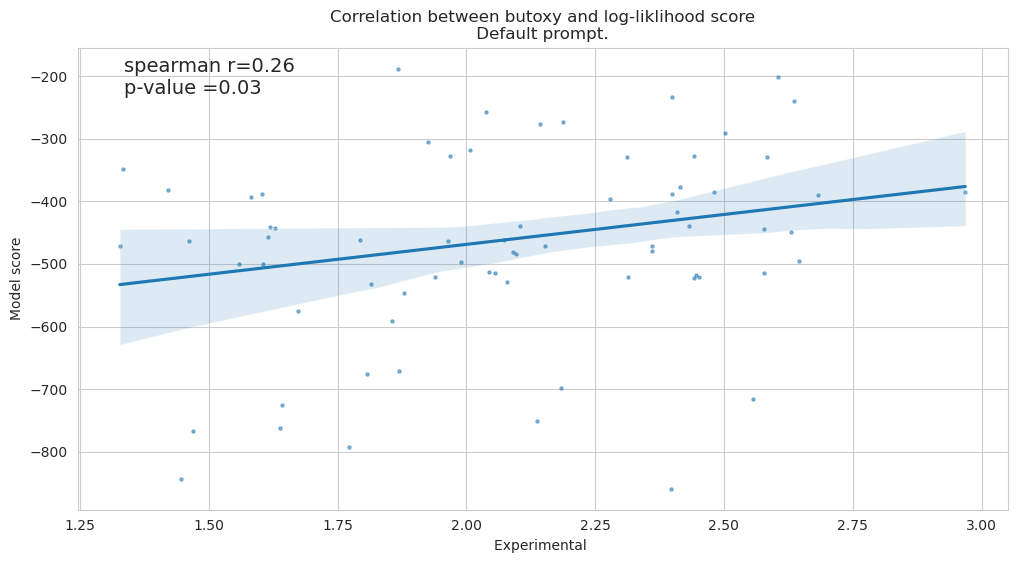 Correlation between butoxy and log-liklihood score
Default prompt.
spearman r=0.26
p-value =0.03
Model score
−200
−300
−400
−500
−600
−700
−800
1.25 1.50 1.75 2.00 2.25 2.50 2.75 3.00
Experimental